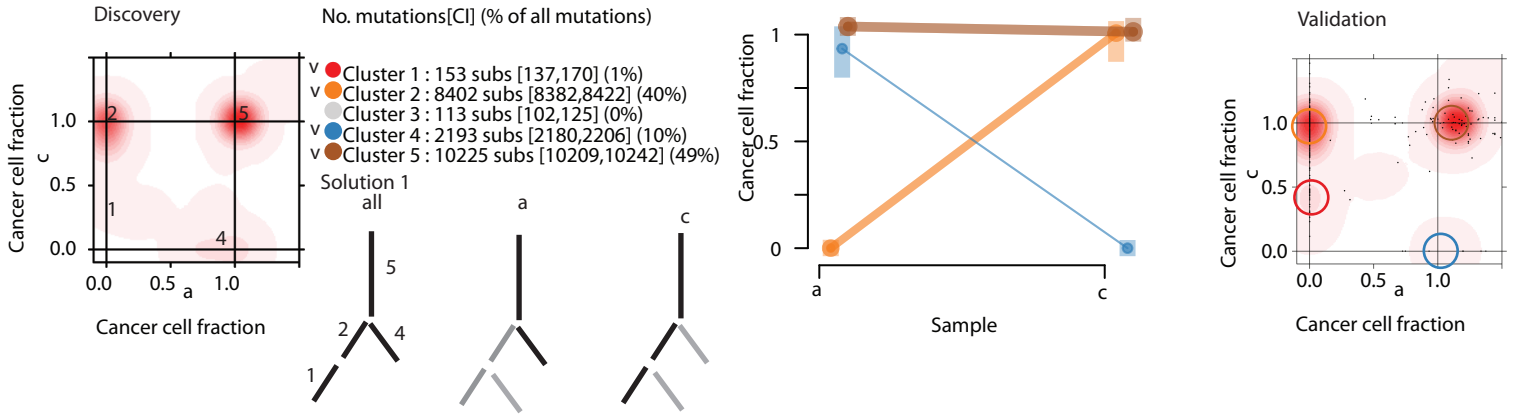 Discovery
Cancer cell fraction
c
1.0
0.5
0.0
2
5
1
4
0.0
0.5
1.0
a
Cancer cell fraction
No. mutations[CI] (% of all mutations)
v Cluster 1 : 153 subs [137,170] (1%)
v Cluster 2 : 8402 subs [8382,8422] (40%)
Cluster 3 : 113 subs [102,125] (0%)
v Cluster 4 : 2193 subs [2180,2206] (10%)
v Cluster 5 : 10225 subs [10209,10242] (49%)
Solution 1
all
a
c
5
2
4
1
Cancer cell fraction
1
0.5
0
a
c
Sample
Validation
Cancer cell fraction
c
1.0
0.5
0.0
0.0
0.5
1.0
a
Cancer cell fraction